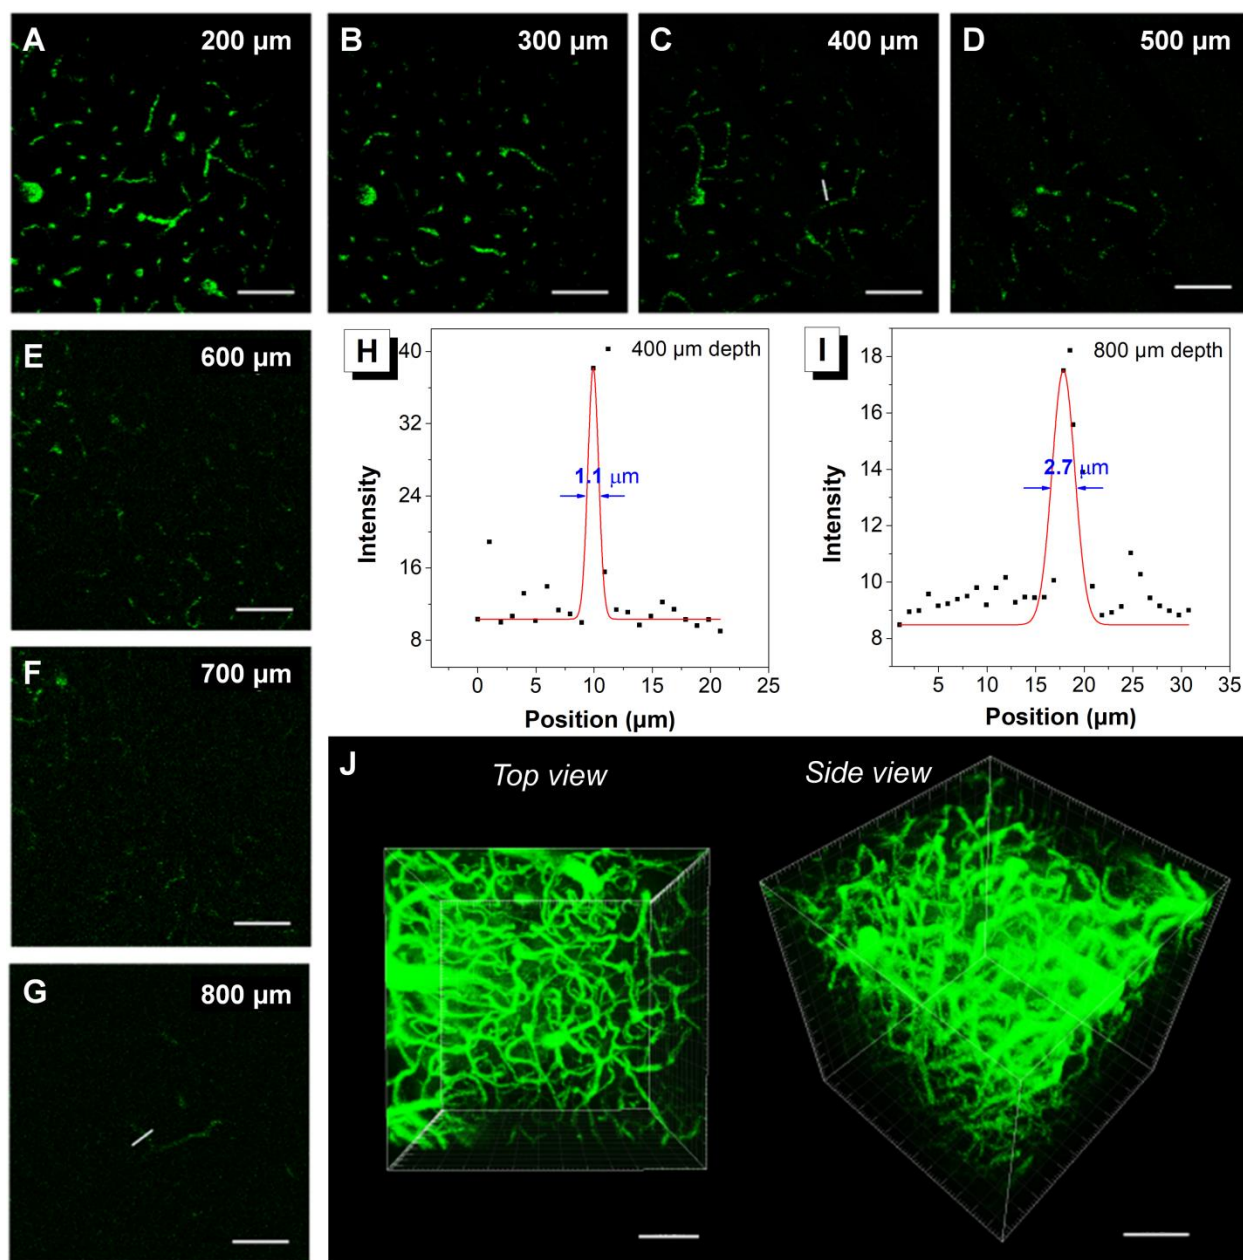 A 200 µm
B 300 µm
C 400 µm
D 500 µm
E 600 µm
F 700 µm
G 800 µm
H
400 µm depth
40
32
24
16
8
1.1 µm
Intensity
0 5 10 15 20 25
Position (µm)
I
800 µm depth
18
16
14
12
10
8
2.7 µm
Intensity
5 10 15 20 25 30 35
Position (µm)
J
Top view
Side view